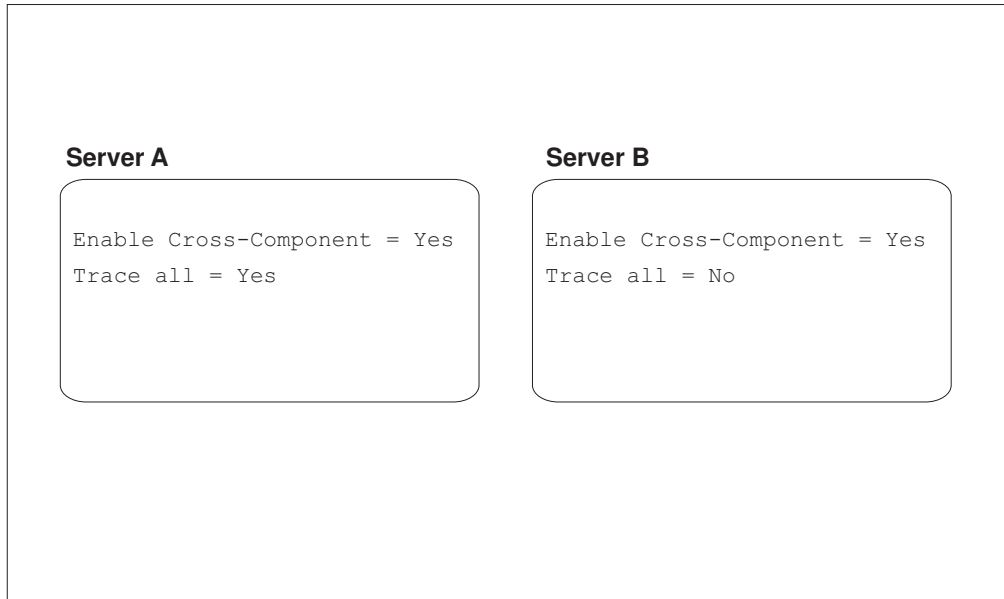 Server A
Enable Cross-Component = Yes
Trace all = Yes
Server B
Enable Cross-Component = Yes
Trace all = No